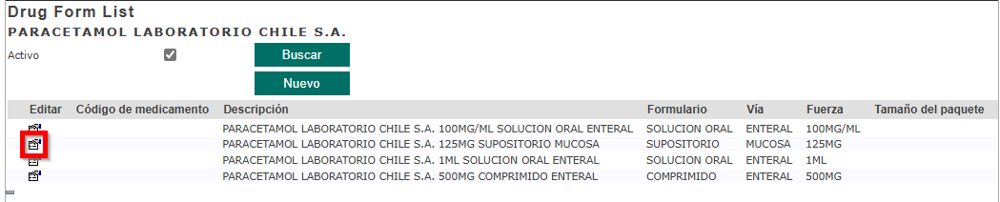 Drug Form List
PARACETAMOL LABORATORIO CHILE S.A.
Activo Buscar
Nuevo
Editar Código de medicamento Descripción Formulario Vía Fuerza Tamaño del paquete
PARACETAMOL LABORATORIO CHILE S.A. 100MG/ML SOLUCION ORAL ENTERAL SOLUCION ORAL ENTERAL 100MG/ML
PARACETAMOL LABORATORIO CHILE S.A. 125MG SUPOSITORIO MUCOSA SUPOSITORIO MUCOSA 125MG
PARACETAMOL LABORATORIO CHILE S.A. 1ML SOLUCION ORAL ENTERAL SOLUCION ORAL ENTERAL 1ML
PARACETAMOL LABORATORIO CHILE S.A. 500MG COMPRIMIDO ENTERAL COMPRIMIDO ENTERAL 500MG